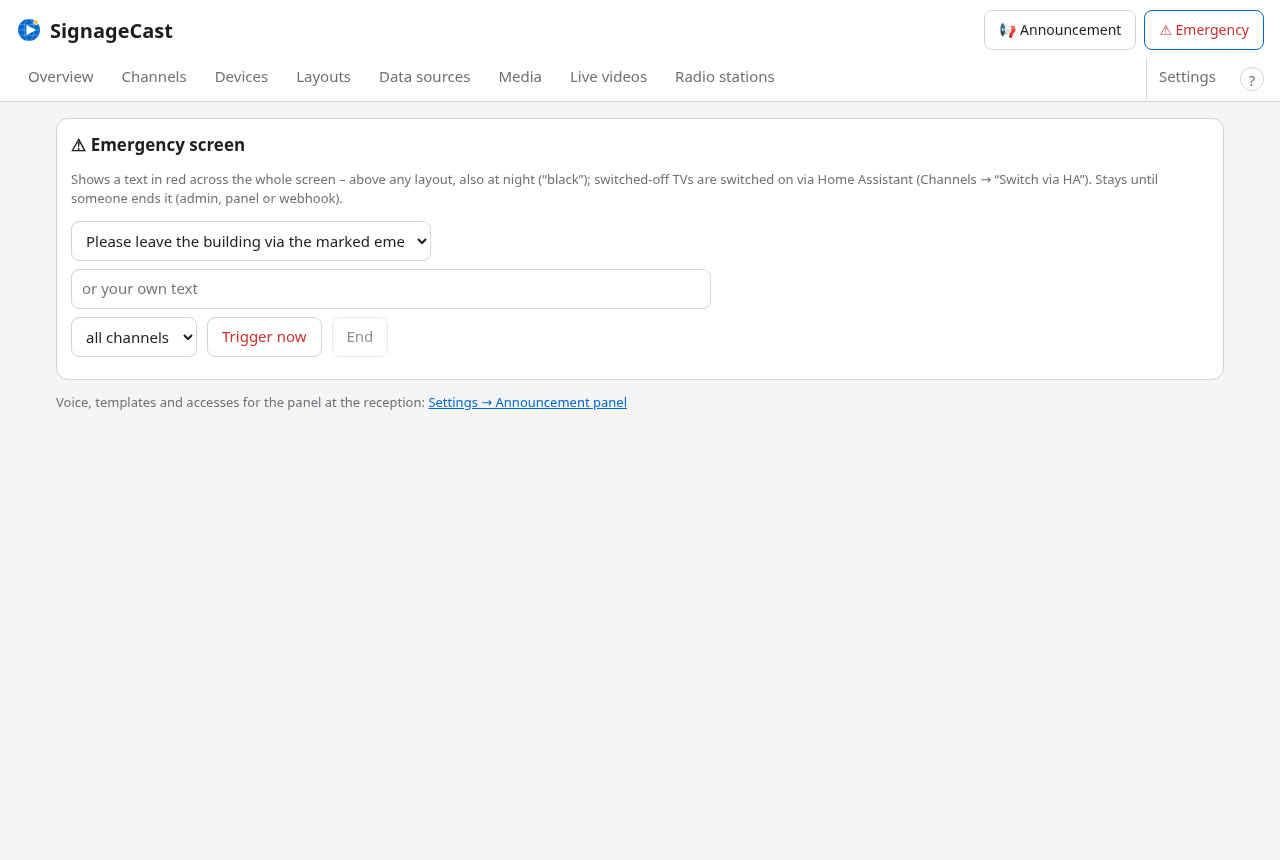 SignageCast
📢 Announcement
⚠ Emergency
Overview
Channels
Devices
Layouts
Data sources
Media
Live videos
Radio stations
Settings
?
⚠ Emergency screen
Shows a text in red across the whole screen – above any layout, also at night (“black”); switched-off TVs are switched on via Home Assistant (Channels → “Switch via HA”). Stays until
someone ends it (admin, panel or webhook).
Please leave the building via the marked eme
or your own text
all channels
Trigger now
End
Voice, templates and accesses for the panel at the reception: Settings → Announcement panel